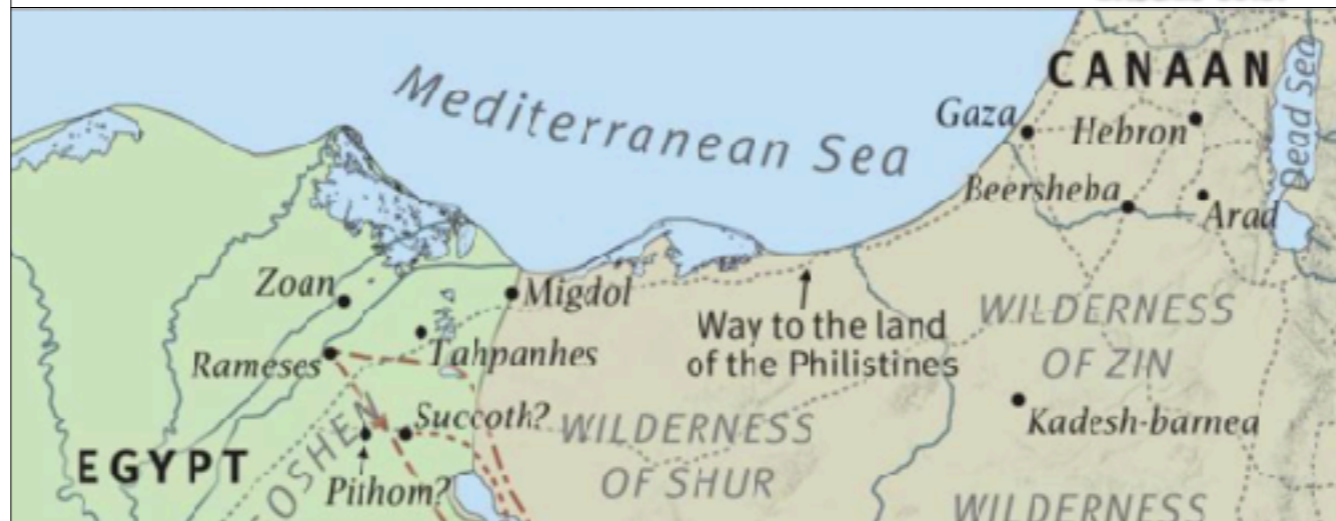 Mediterranean Sea
CANAAN
Gaza
Hebron
Dead Sea
Beersheba
Arad
Zoan
Migdol
WILDERNESS
OF ZIN
Way to the land
of the Philistines
Rameses
Tahpanhes
Kadesh-barnea
Succoth?
WILDERNESS
OF SHUR
EGYPT
OSHEN
Pithom?
WILDERNESS